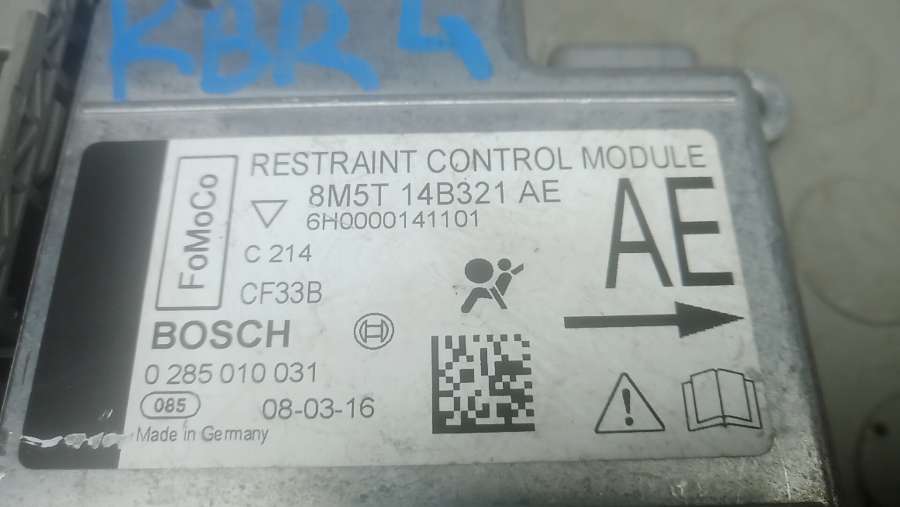 KBR4
FoMoCo
RESTRAINT CONTROL MODULE
8M5T 14B321 AE
6H0000141101
C 214
CF33B
AE
BOSCH
0 285 010 031
085
08-03-16
Made in Germany